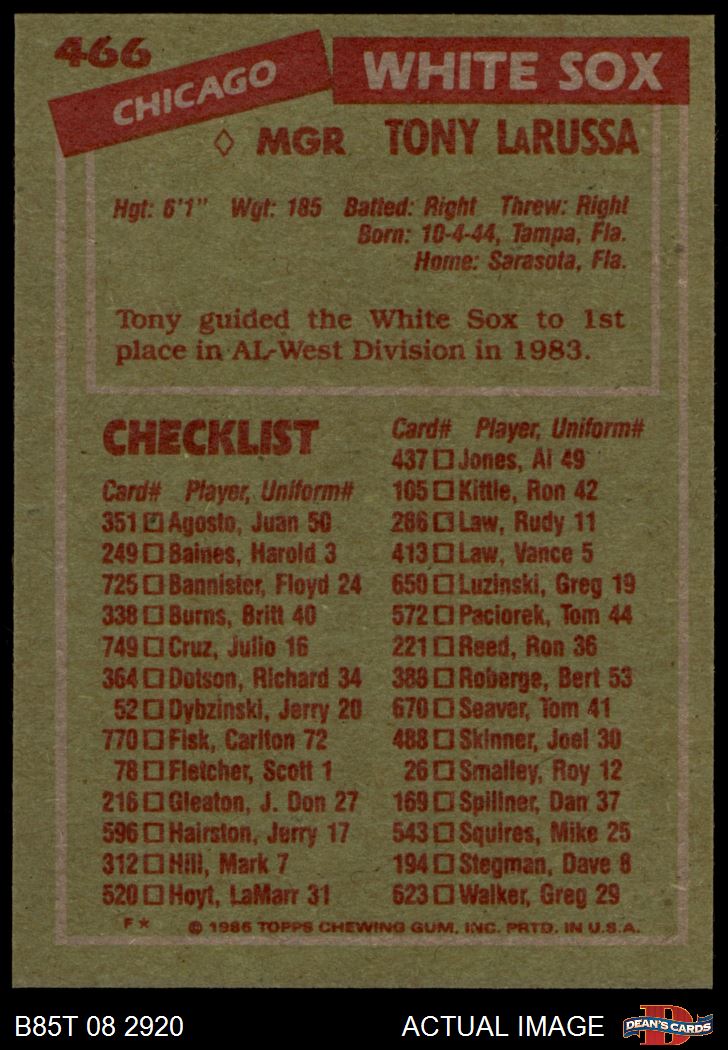 466
CHICAGO WHITE SOX
◊ MGR TONY LaRUSSA
Hgt: 6'1" Wgt: 185 Batted: Right Threw: Right
Born: 10-4-44, Tampa, Fla.
Home: Sarasota, Fla.
Tony guided the White Sox to 1st
place in AL-West Division in 1983.
CHECKLIST
Card# Player, Uniform#
351 Agosto, Juan 50
249 Baines, Harold 3
725 Bannister, Floyd 24
338 Burns, Britt 40
749 Cruz, Julio 16
364 Dotson, Richard 34
52 Dybzinski, Jerry 20
770 Fisk, Carlton 72
78 Fletcher, Scott 1
216 Gleaton, J. Don 27
596 Hairston, Jerry 17
312 Hill, Mark 7
520 Hoyt, LaMarr 31
Card# Player, Uniform#
437 Jones, Al 49
105 Kittle, Ron 42
286 Law, Rudy 11
413 Law, Vance 5
650 Luzinski, Greg 19
572 Paciorek, Tom 44
221 Reed, Ron 36
388 Roberge, Bert 53
670 Seaver, Tom 41
488 Skinner, Joel 30
26 Smalley, Roy 12
169 Spillner, Dan 37
543 Squires, Mike 25
194 Stegman, Dave 8
623 Walker, Greg 29
F★ © 1985 TOPPS CHEWING GUM, INC. PRTD. IN U.S.A.
B85T 08 2920 ACTUAL IMAGE
D
DEAN'S CARDS